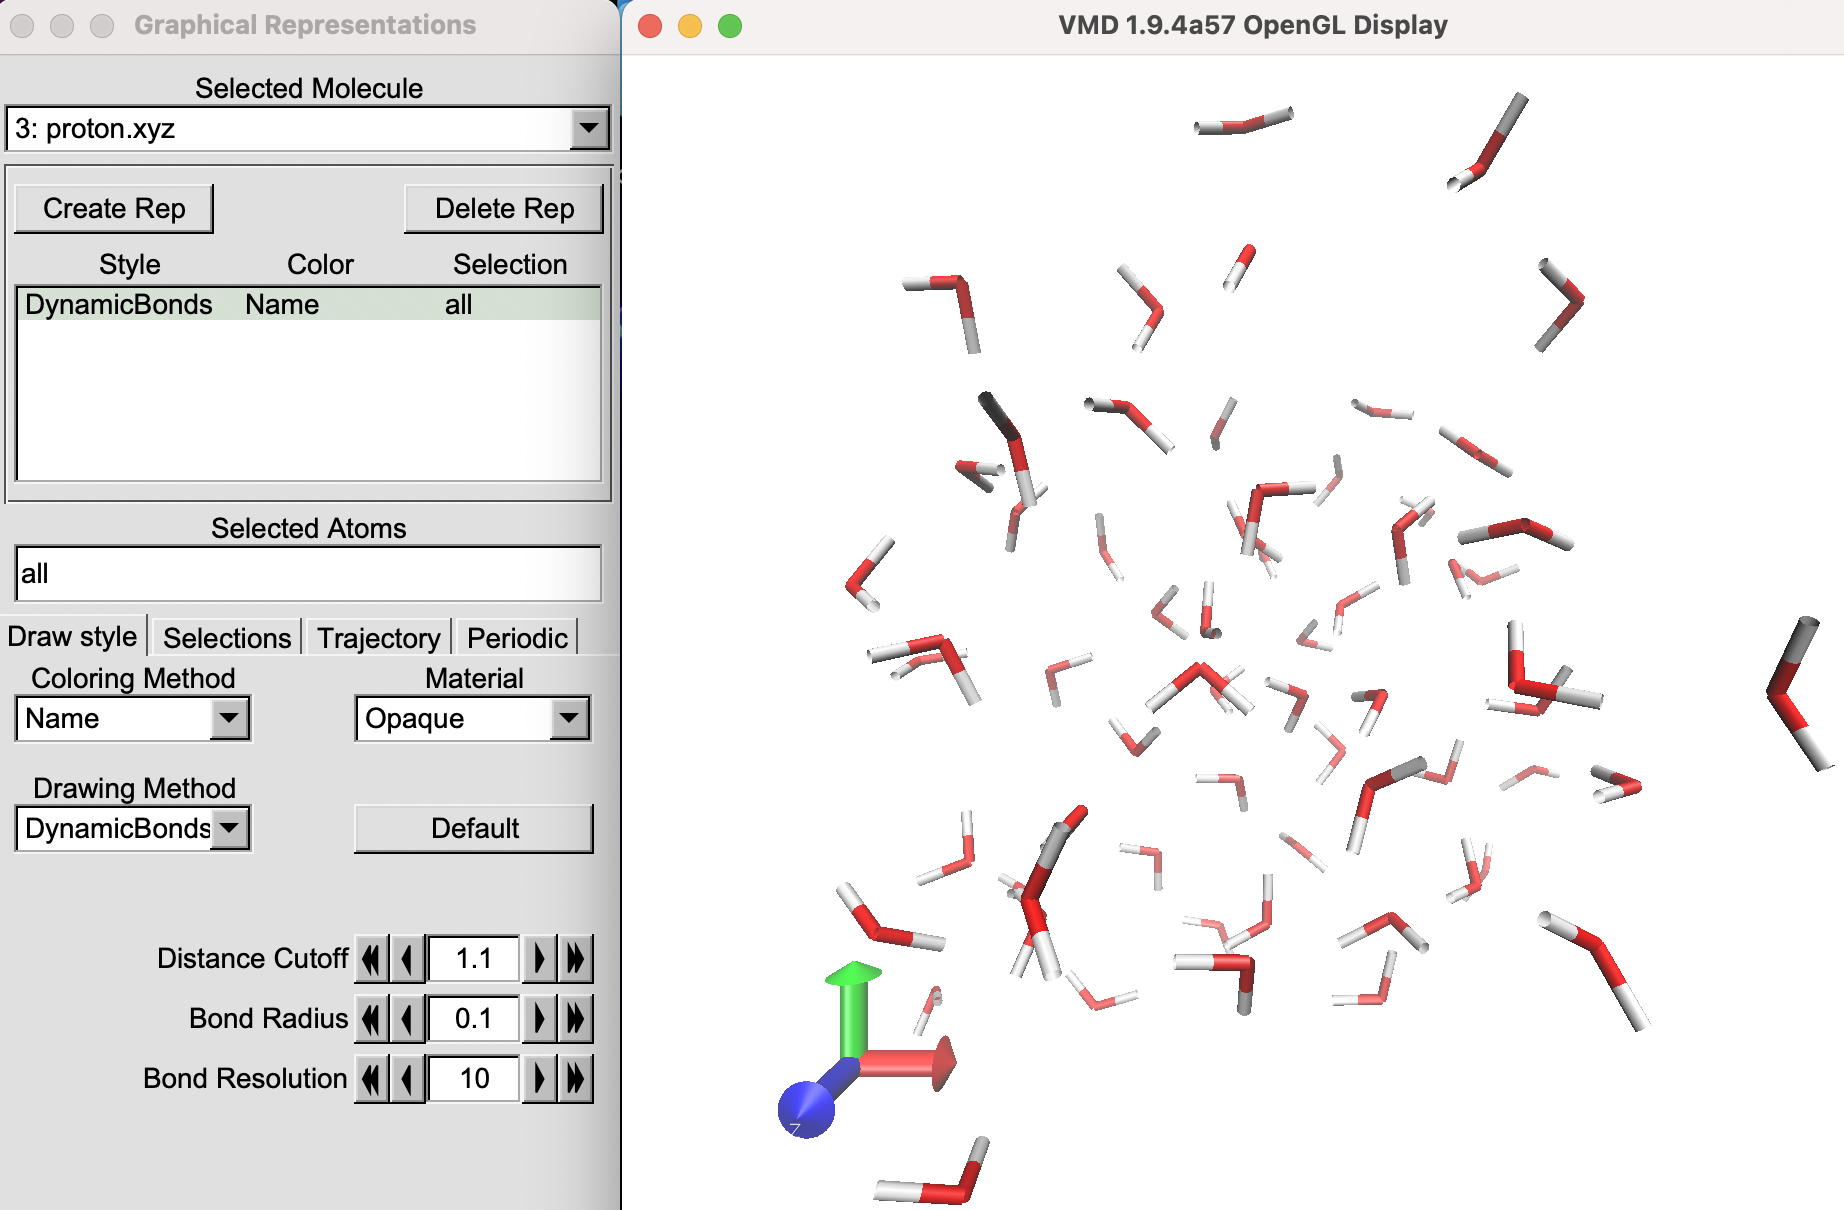 Graphical Representations
Selected Molecule
3: proton.xyz
Create Rep Delete Rep
Style Color Selection
DynamicBonds Name all
Selected Atoms
all
Draw style Selections Trajectory Periodic
Coloring Method Material
Name Opaque
Drawing Method
DynamicBonds Default
Distance Cutoff 1.1
Bond Radius 0.1
Bond Resolution 10
VMD 1.9.4a57 OpenGL Display
z